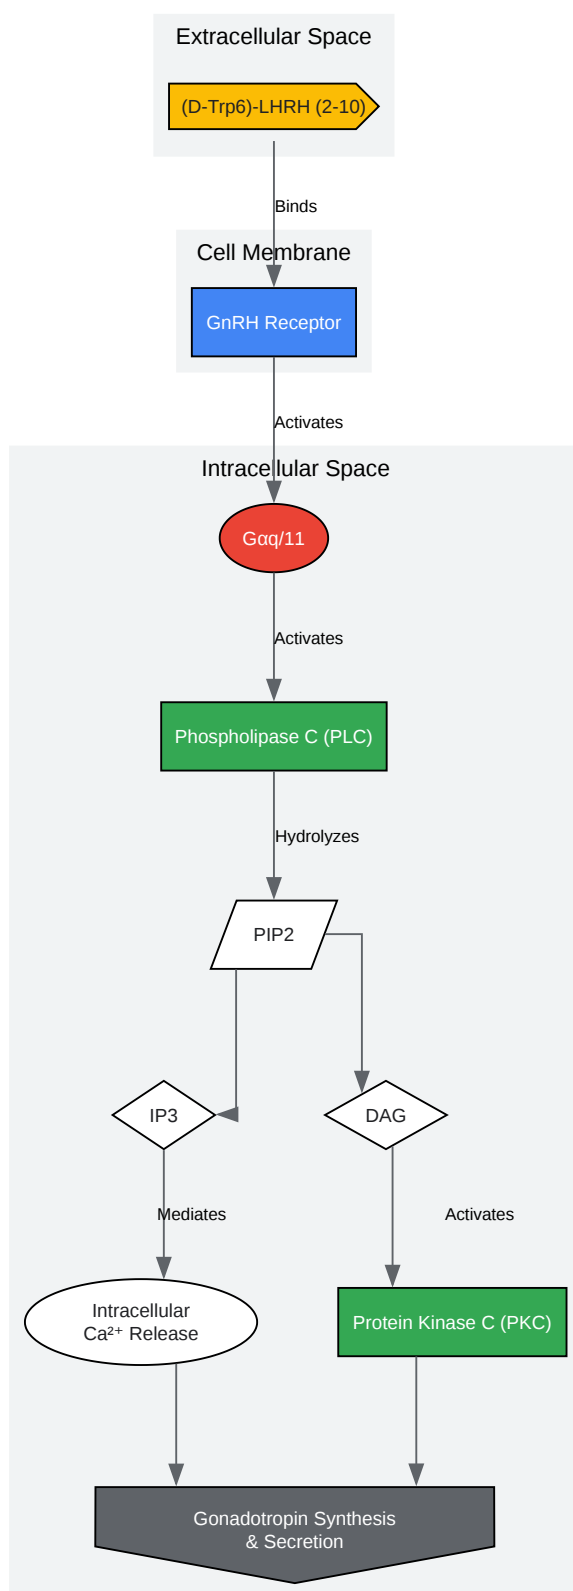 Extracellular Space
(D-Trp6)-LHRH (2-10)
Binds
Cell Membrane
GnRH Receptor
Activates
Intracellular Space
Gαq/11
Activates
Phospholipase C (PLC)
Hydrolyzes
PIP2
IP3
DAG
Mediates
Activates
Intracellular
Ca²⁺ Release
Protein Kinase C (PKC)
Gonadotropin Synthesis
& Secretion